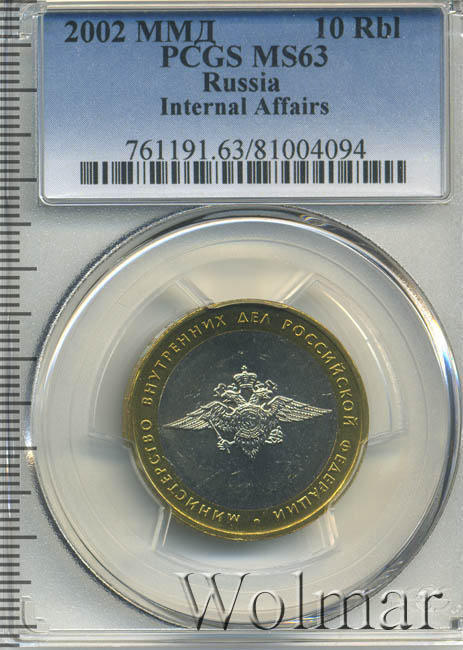 2002 ММД 10 Rbl
PCGS MS63
Russia
Internal Affairs
761191.63/81004094
МИНИСТЕРСТВО ВНУТРЕННИХ ДЕЛ РОССИЙСКОЙ ФЕДЕРАЦИИ •
Wolmar